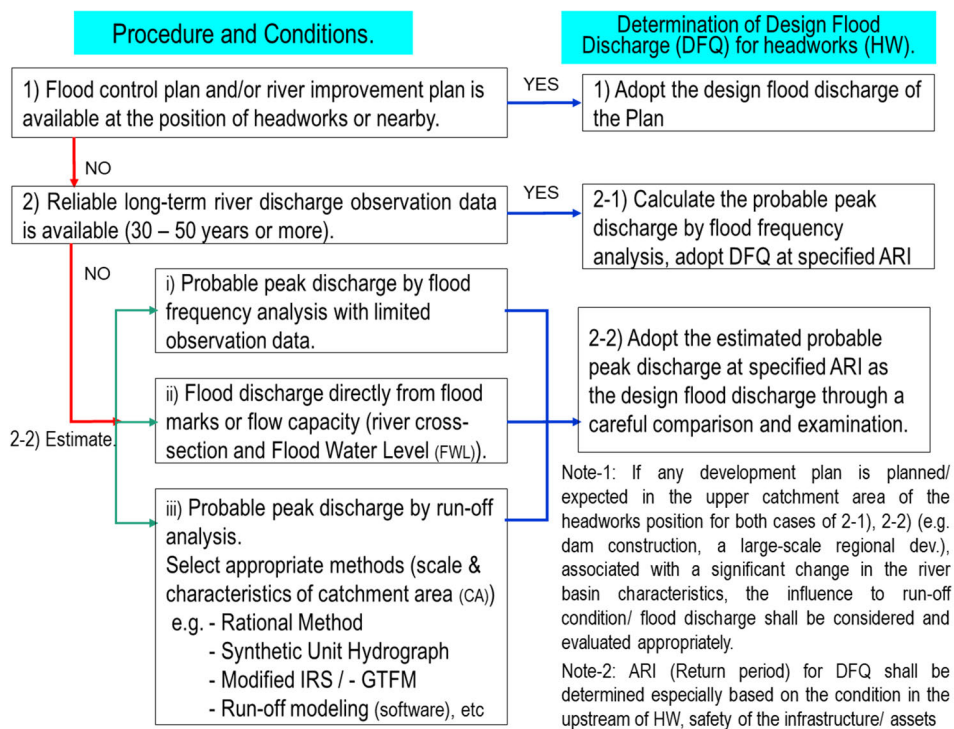 Procedure and Conditions.
Determination of Design Flood
Discharge (DFQ) for headworks (HW).
1) Flood control plan and/or river improvement plan is
available at the position of headworks or nearby.
YES
1) Adopt the design flood discharge of
the Plan
NO
2) Reliable long-term river discharge observation data
is available (30 – 50 years or more).
YES
2-1) Calculate the probable peak
discharge by flood frequency
analysis, adopt DFQ at specified ARI
NO
2-2) Estimate.
i) Probable peak discharge by flood
frequency analysis with limited
observation data.
ii) Flood discharge directly from flood
marks or flow capacity (river cross-
section and Flood Water Level (FWL)).
iii) Probable peak discharge by run-off
analysis.
Select appropriate methods (scale &
characteristics of catchment area (CA))
e.g. - Rational Method
- Synthetic Unit Hydrograph
- Modified IRS / - GTFM
- Run-off modeling (software), etc
2-2) Adopt the estimated probable
peak discharge at specified ARI as
the design flood discharge through a
careful comparison and examination.
Note-1: If any development plan is planned/
expected in the upper catchment area of the
headworks position for both cases of 2-1), 2-2) (e.g.
dam construction, a large-scale regional dev.),
associated with a significant change in the river
basin characteristics, the influence to run-off
condition/ flood discharge shall be considered and
evaluated appropriately.
Note-2: ARI (Return period) for DFQ shall be
determined especially based on the condition in the
upstream of HW, safety of the infrastructure/ assets